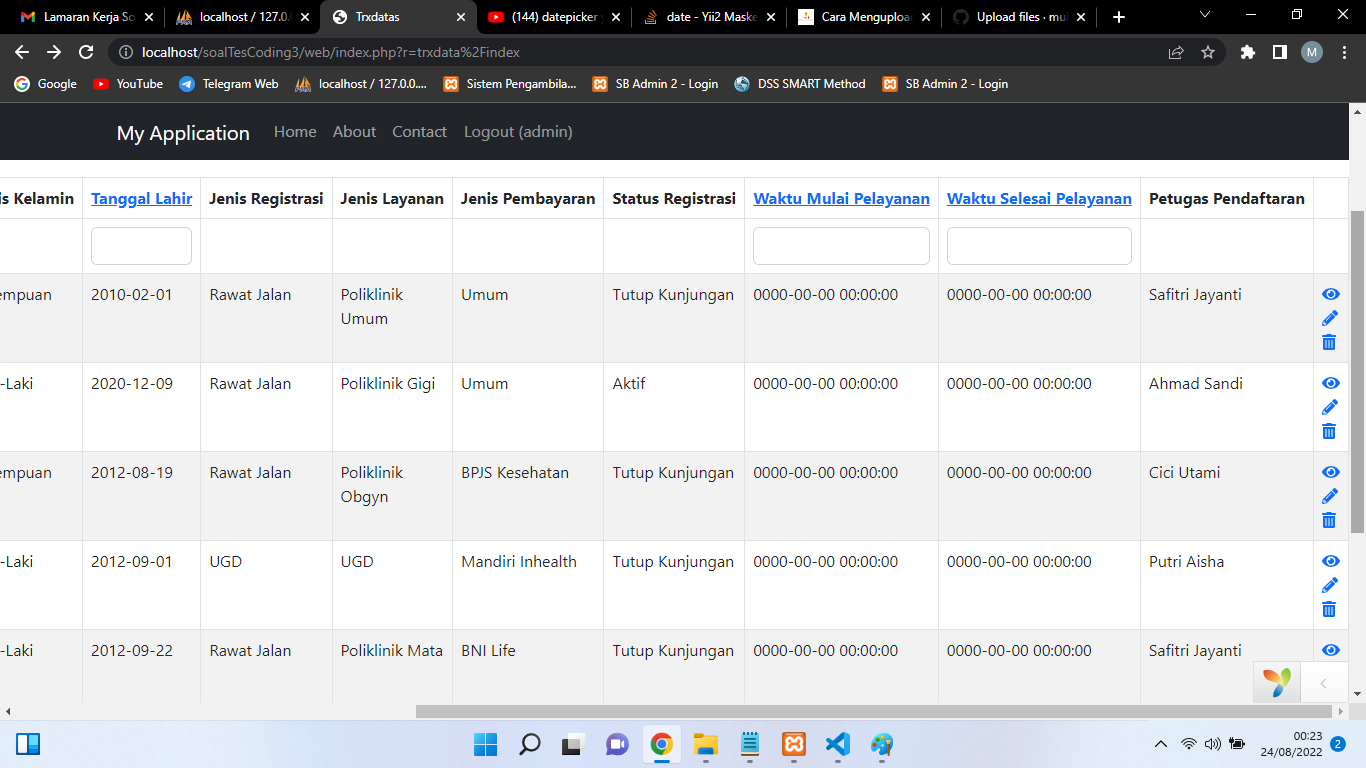 Lamaran Kerja So
localhost / 127.0.
Trxdatas
(144) datepicker
date - Yii2 Maske
Cara Mengupload
Upload files · mu
localhost/soalTesCoding3/web/index.php?r=trxdata%2Findex
M
Google
YouTube
Telegram Web
localhost / 127.0.0....
Sistem Pengambila...
SB Admin 2 - Login
DSS SMART Method
SB Admin 2 - Login
My Application Home About Contact Logout (admin)
is Kelamin Tanggal Lahir Jenis Registrasi Jenis Layanan Jenis Pembayaran Status Registrasi Waktu Mulai Pelayanan Waktu Selesai Pelayanan Petugas Pendaftaran
empuan 2010-02-01 Rawat Jalan Poliklinik Umum Umum Tutup Kunjungan 0000-00-00 00:00:00 0000-00-00 00:00:00 Safitri Jayanti
-Laki 2020-12-09 Rawat Jalan Poliklinik Gigi Umum Aktif 0000-00-00 00:00:00 0000-00-00 00:00:00 Ahmad Sandi
empuan 2012-08-19 Rawat Jalan Poliklinik Obgyn BPJS Kesehatan Tutup Kunjungan 0000-00-00 00:00:00 0000-00-00 00:00:00 Cici Utami
-Laki 2012-09-01 UGD UGD Mandiri Inhealth Tutup Kunjungan 0000-00-00 00:00:00 0000-00-00 00:00:00 Putri Aisha
-Laki 2012-09-22 Rawat Jalan Poliklinik Mata BNI Life Tutup Kunjungan 0000-00-00 00:00:00 0000-00-00 00:00:00 Safitri Jayanti
00:23
24/08/2022
2